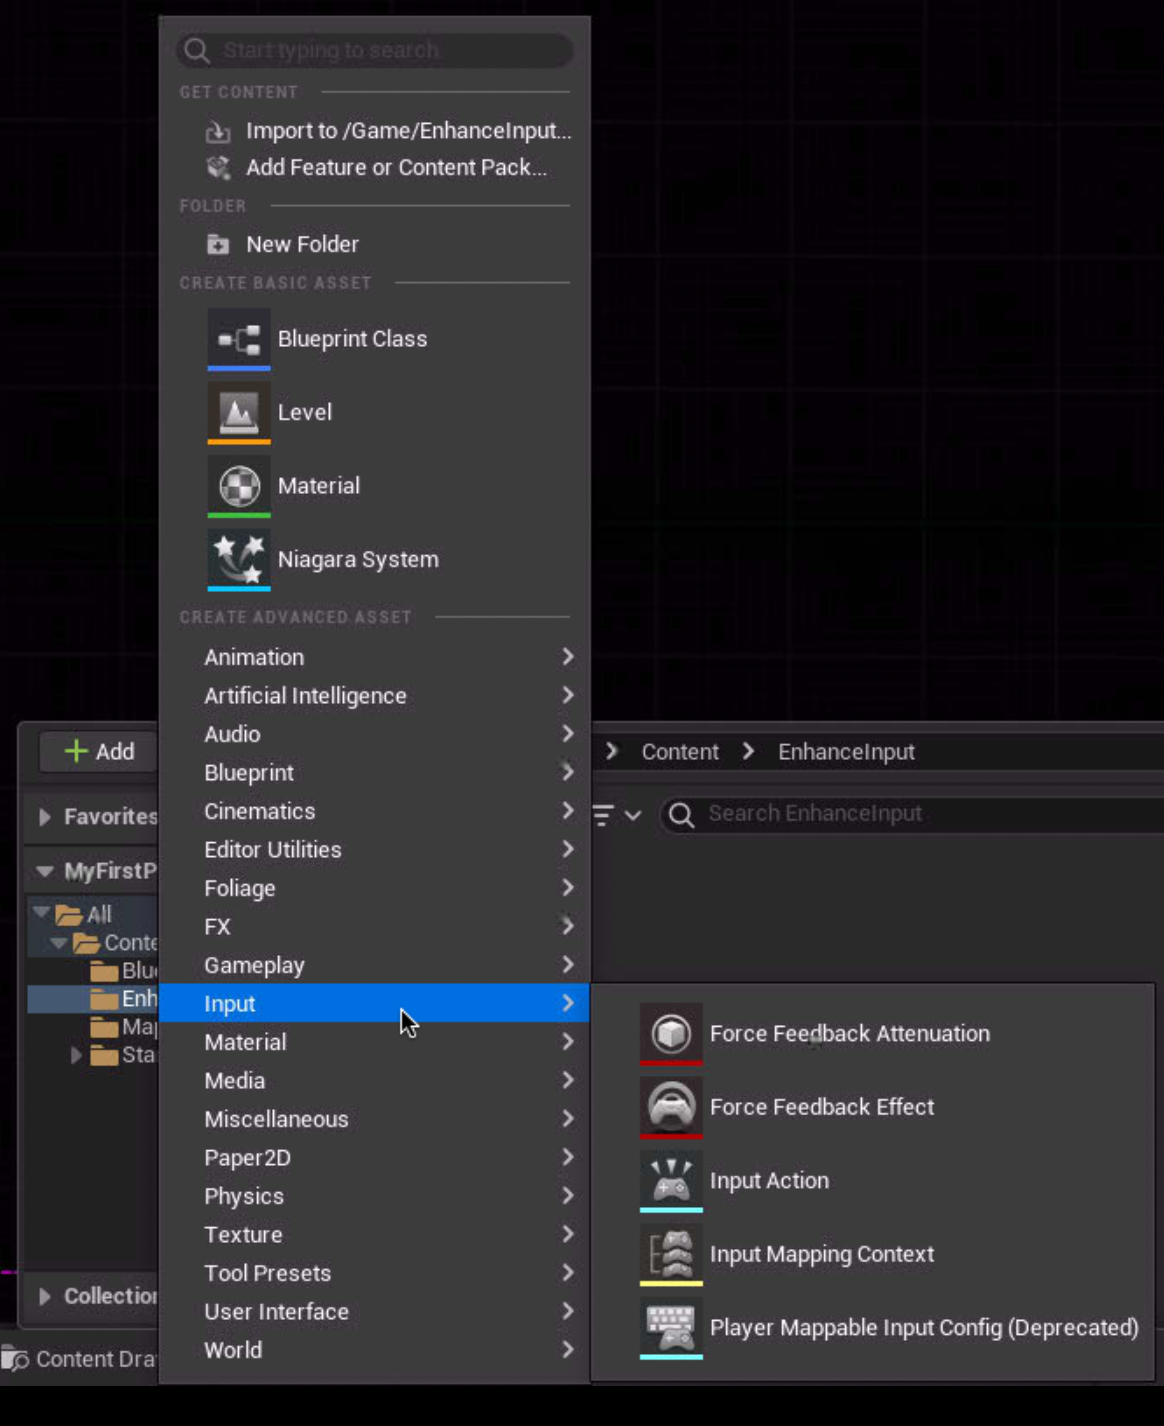 Start typing to search
GET CONTENT
Import to /Game/EnhanceInput...
Add Feature or Content Pack...
FOLDER
New Folder
CREATE BASIC ASSET
Blueprint Class
Level
Material
Niagara System
CREATE ADVANCED ASSET
Animation
Artificial Intelligence
Audio
Blueprint
Cinematics
Editor Utilities
Foliage
FX
Gameplay
Input
Material
Media
Miscellaneous
Paper2D
Physics
Texture
Tool Presets
User Interface
World
Force Feedback Attenuation
Force Feedback Effect
Input Action
Input Mapping Context
Player Mappable Input Config (Deprecated)
Add
Content > EnhanceInput
Search EnhanceInput
Favorites
MyFirstP
All
Conte
Blu
Enh
Ma
Sta
Collection
Content Dra